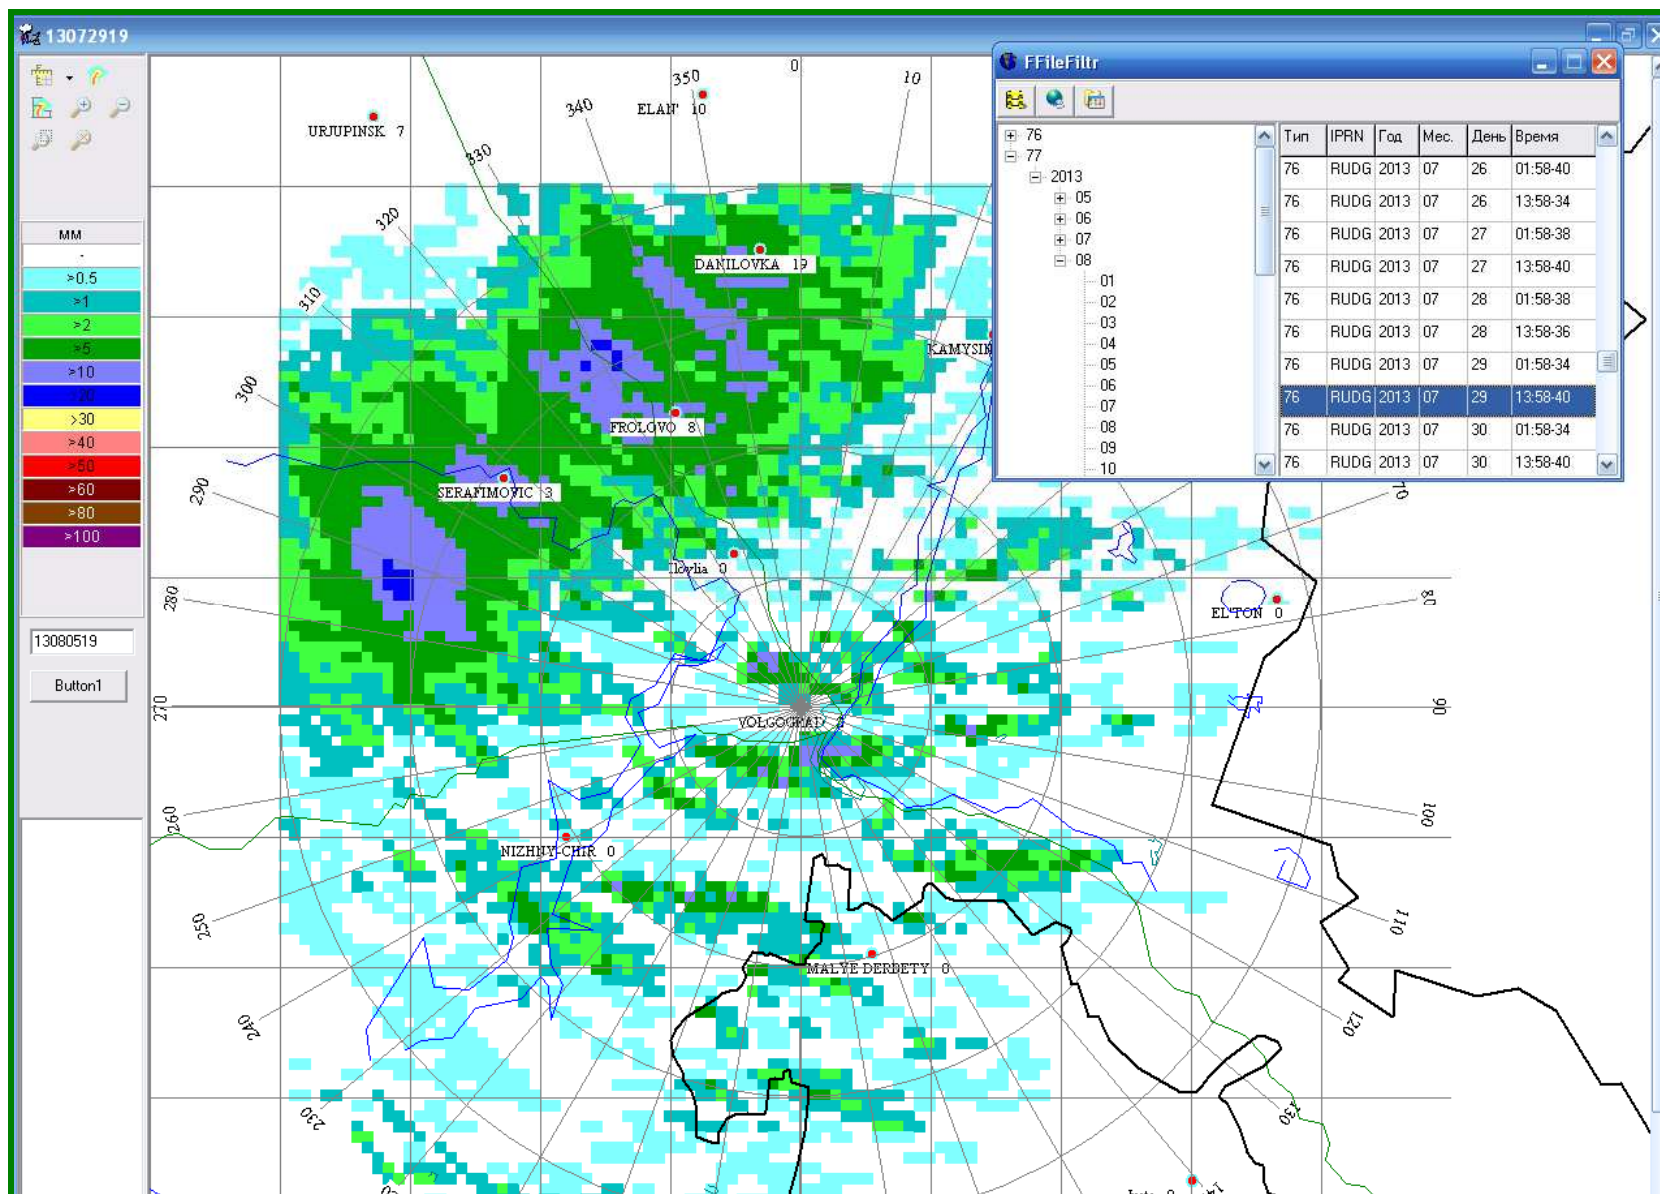 13072919
FFileFiltr
76
77
2013
05
06
07
08
01
02
03
04
05
06
07
08
09
10
Тип IPRN Год Мес. День Время
76 RUDG 2013 07 26 01:58-40
76 RUDG 2013 07 26 13:58-34
76 RUDG 2013 07 27 01:58-38
76 RUDG 2013 07 27 13:58-40
76 RUDG 2013 07 28 01:58-38
76 RUDG 2013 07 28 13:58-36
76 RUDG 2013 07 29 01:58-34
76 RUDG 2013 07 29 13:58-40
76 RUDG 2013 07 30 01:58-34
76 RUDG 2013 07 30 13:58-40
ММ
-
>0.5
>1
>2
>5
>10
>20
>30
>40
>50
>60
>80
>100
13080519
Button1
0
10
350
340
330
320
310
300
290
280
270
260
250
240
230
70
80
90
100
110
120
130
URJUPINSK 7
ELAN' 10
DANILOVKA 19
KAMYSIN
FROLOVO 8
SERAFIMOVIC 3
Ilovlia 0
EL'TON 0
VOLGOGRAD
NIZHNY-CHIR 0
MALYE DERBETY 0